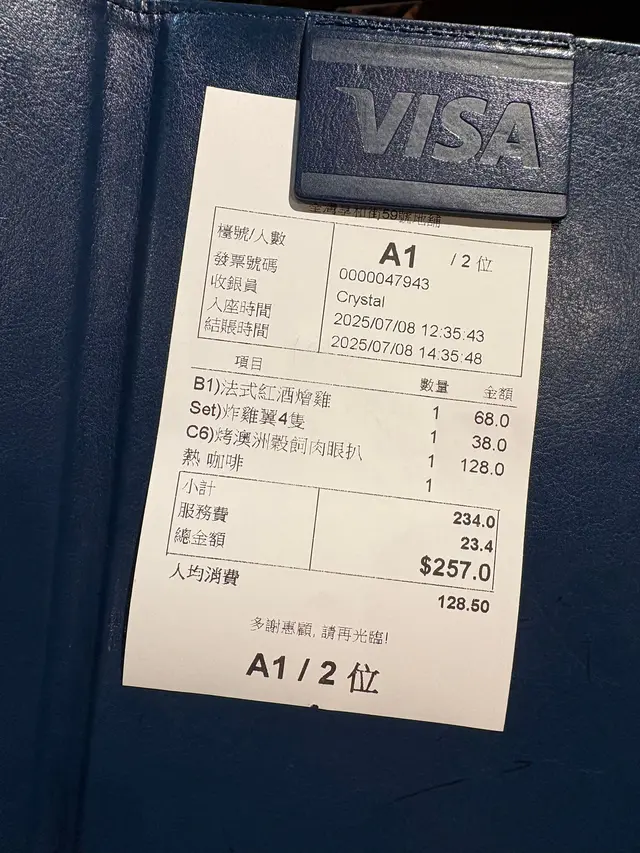 VISA
59號地舖
檯號/人數 A1 / 2 位
發票號碼 0000047943
收銀員 Crystal
入座時間 2025/07/08 12:35:43
結賬時間 2025/07/08 14:35:48
項目 數量 金額
B1)法式紅酒燴雞 1 68.0
Set)炸雞翼4隻 1 38.0
C6)烤澳洲穀飼肉眼扒 1 128.0
熱 咖啡 1
小計 234.0
服務費 23.4
總金額 $257.0
人均消費 128.50
多謝惠顧, 請再光臨!
A1 / 2 位